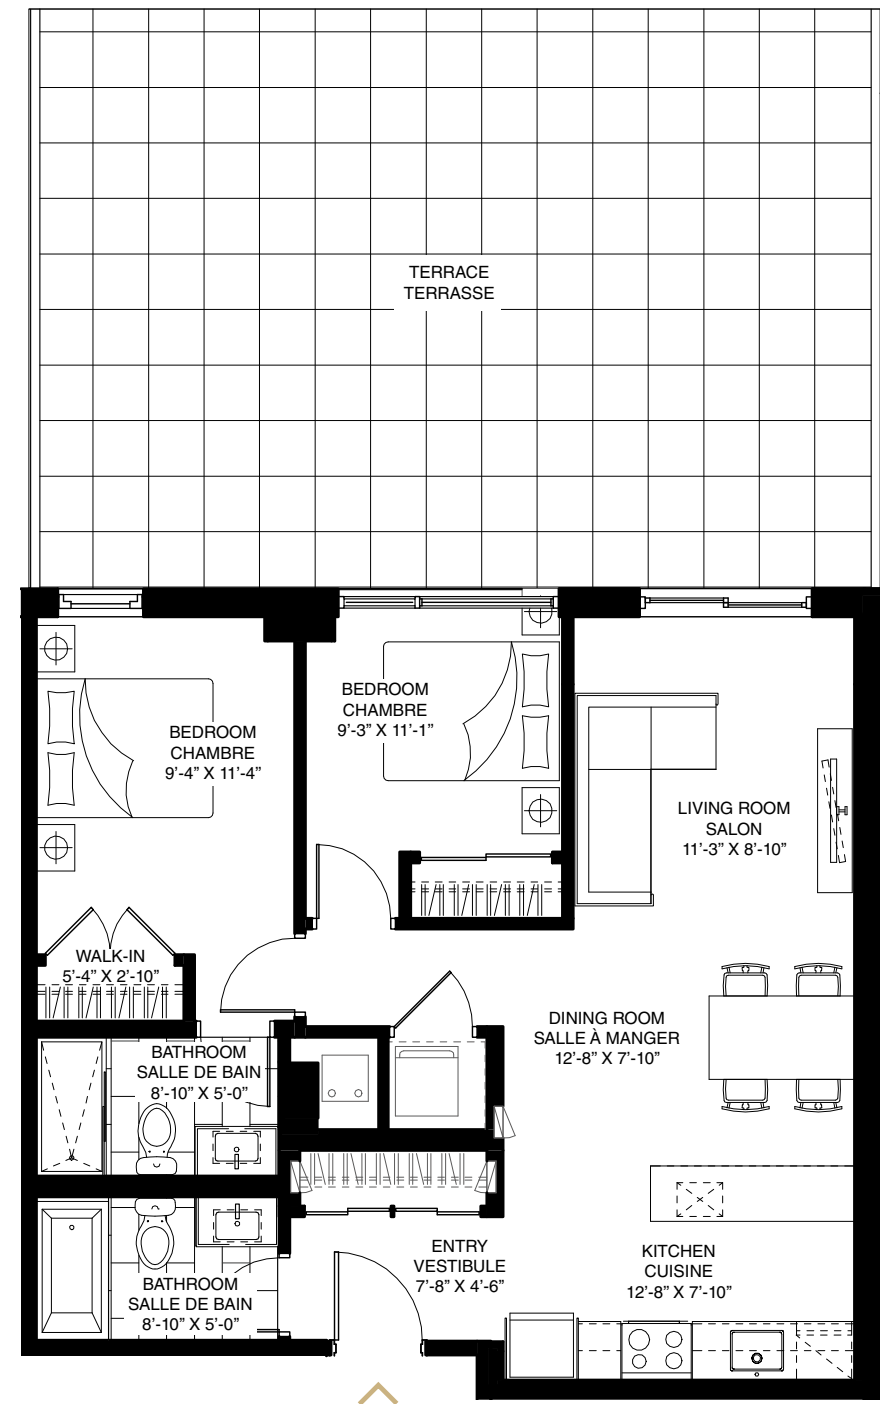 TERRACE
TERRASSE
BEDROOM
CHAMBRE
9’-3” X 11’-1”
BEDROOM
CHAMBRE
9’-4” X 11’-4”
LIVING ROOM
SALON
11’-3” X 8’-10”
WALK-IN
5’-4” X 2’-10”
DINING ROOM
SALLE À MANGER
12’-8” X 7’-10”
BATHROOM
SALLE DE BAIN
8’-10” X 5’-0”
ENTRY
VESTIBULE
7’-8” X 4’-6”
KITCHEN
CUISINE
12’-8” X 7’-10”
BATHROOM
SALLE DE BAIN
8’-10” X 5’-0”